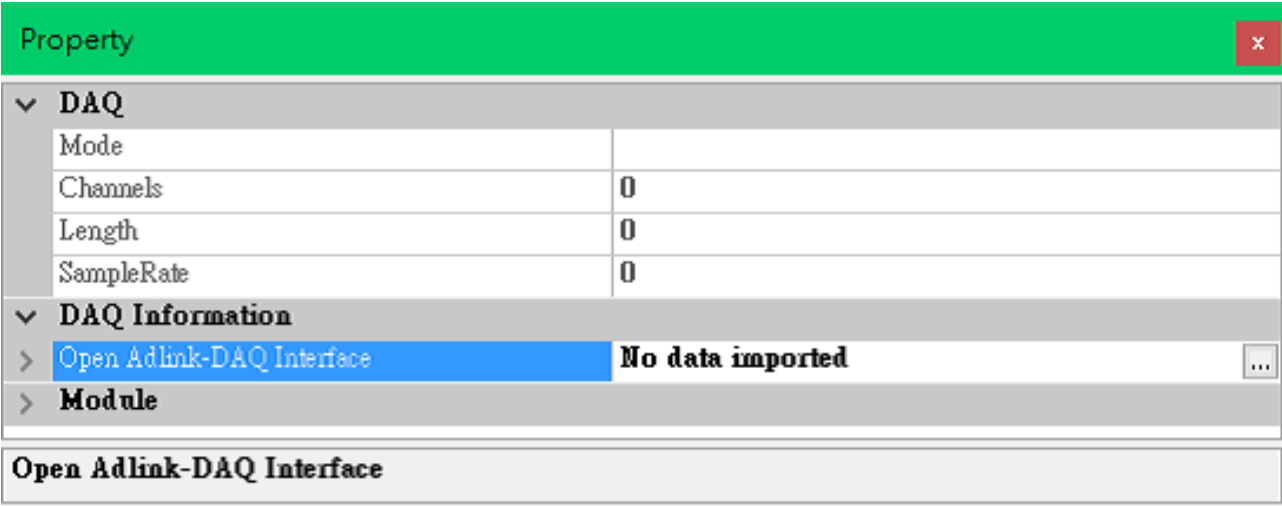 Property
x
DAQ
Mode
Channels 0
Length 0
SampleRate 0
DAQ Information
Open Adlink-DAQ Interface No data imported ...
Module
Open Adlink-DAQ Interface